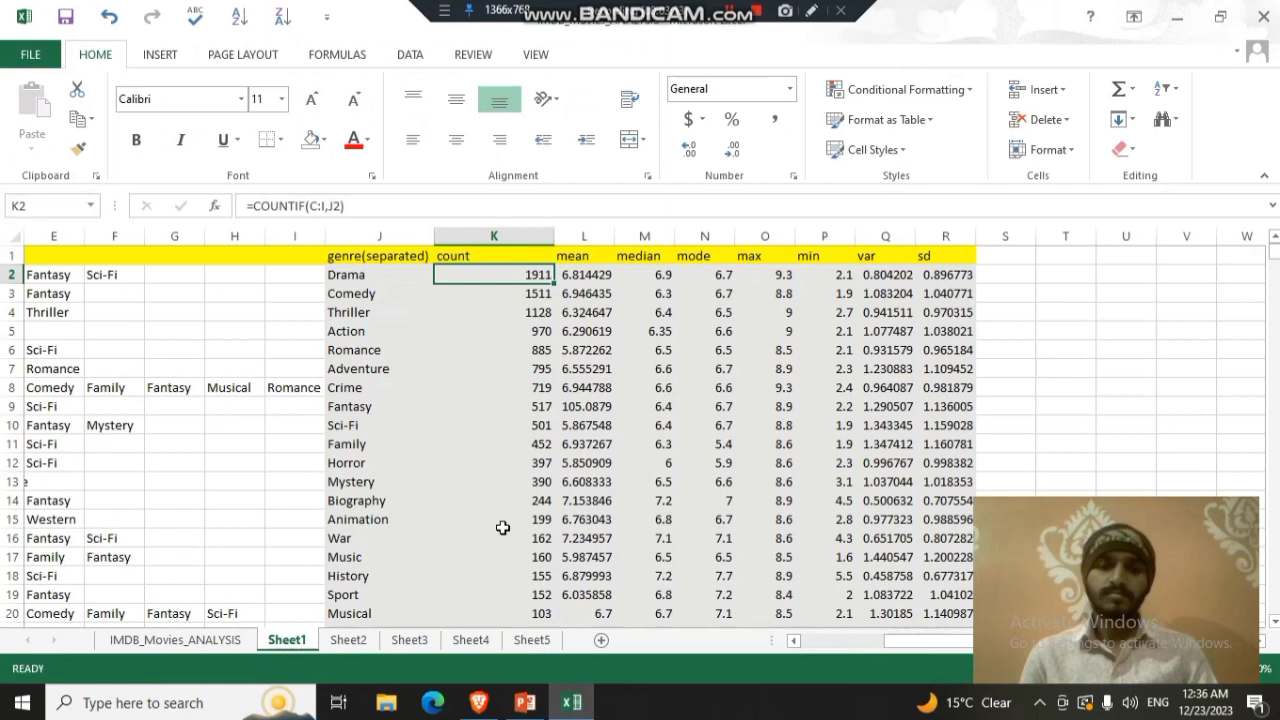 1366x768
www.BANDICAM.com
FILE HOME INSERT PAGE LAYOUT FORMULAS DATA REVIEW VIEW
Calibri 11 General
Paste
Conditional Formatting Insert
Format as Table Delete
Cell Styles Format
Clipboard Font Alignment Number Styles Cells Editing
K2 =COUNTIF(C:I,J2)
E F G H I J K L M N O P Q R S T U V W
1 genre(separated) count mean median mode max min var sd
2 Fantasy Sci-Fi Drama 1911 6.814429 6.9 6.7 9.3 2.1 0.804202 0.896773
3 Fantasy Comedy 1511 6.946435 6.3 6.7 8.8 1.9 1.083204 1.040771
4 Thriller Thriller 1128 6.324647 6.4 6.5 9 2.7 0.941511 0.970315
5 Action 970 6.290619 6.35 6.6 9 2.1 1.077487 1.038021
6 Sci-Fi Romance 885 5.872262 6.5 6.5 8.5 2.1 0.931579 0.965184
7 Romance Adventure 795 6.555291 6.6 6.7 8.9 2.3 1.230883 1.109452
8 Comedy Family Fantasy Musical Romance Crime 719 6.944788 6.6 6.6 9.3 2.4 0.964087 0.981879
9 Sci-Fi Fantasy 517 105.0879 6.4 6.7 8.9 2.2 1.290507 1.136005
10 Fantasy Mystery Sci-Fi 501 5.867548 6.4 6.7 8.8 1.9 1.343345 1.159028
11 Sci-Fi Family 452 6.937267 6.3 5.4 8.6 1.9 1.347412 1.160781
12 Sci-Fi Horror 397 5.850909 6 5.9 8.6 2.3 0.996767 0.998382
13 e Mystery 390 6.608333 6.5 6.6 8.6 3.1 1.037044 1.018353
14 Fantasy Biography 244 7.153846 7.2 7 8.9 4.5 0.500632 0.707554
15 Western Animation 199 6.763043 6.8 6.7 8.6 2.8 0.977323 0.988596
16 Fantasy Sci-Fi War 162 7.234957 7.1 7.1 8.6 4.3 0.651705 0.807282
17 Family Fantasy Music 160 5.987457 6.5 6.5 8.5 1.6 1.440547 1.200228
18 Sci-Fi History 155 6.879993 7.2 7.7 8.9 5.5 0.458758 0.677317
19 Fantasy Sport 152 6.035858 6.8 7.2 8.4 2 1.083722 1.04102
20 Comedy Family Fantasy Sci-Fi Musical 103 6.7 6.7 7.1 8.5 2.1 1.30185 1.140987
Activate Windows
Go to Settings to activate Windows.
IMDB_Movies_ANALYSIS Sheet1 Sheet2 Sheet3 Sheet4 Sheet5
READY
Type here to search
15°C Clear ENG 12:36 AM
12/23/2023